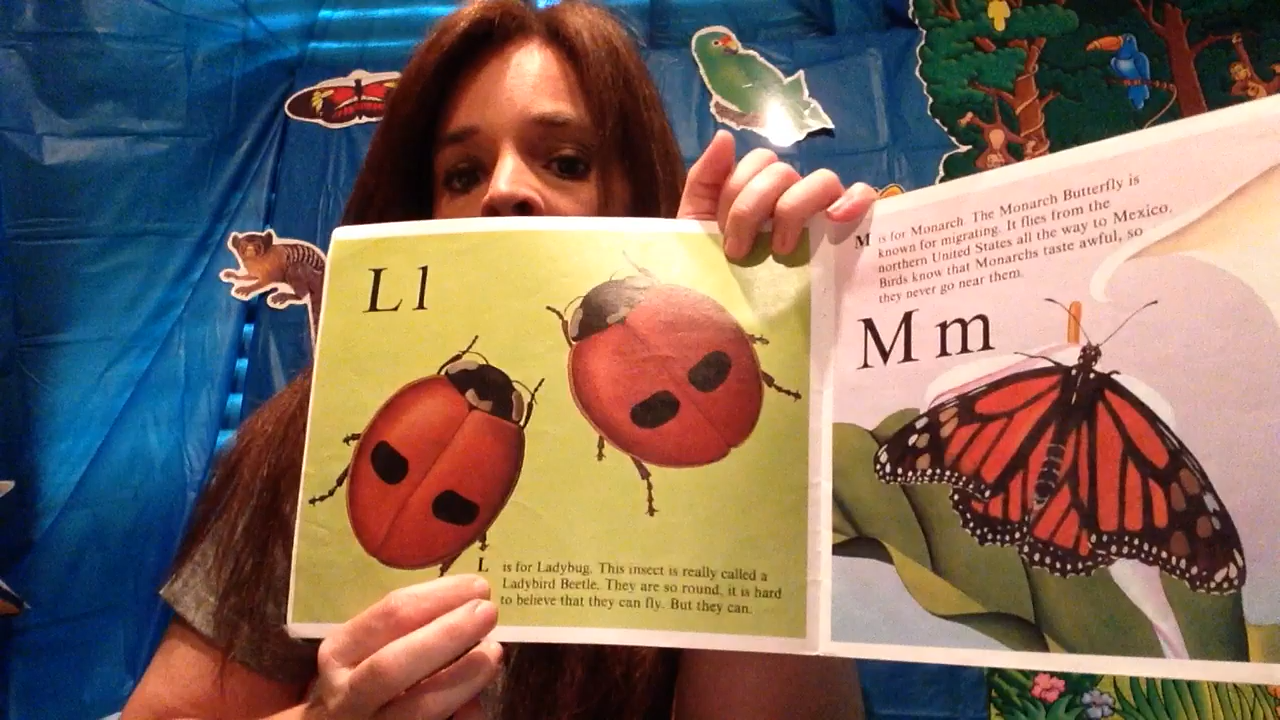 L l
L is for Ladybug. This insect is really called a
Ladybird Beetle. They are so round, it is hard
to believe that they can fly. But they can.
M is for Monarch. The Monarch Butterfly is
known for migrating. It flies from the
northern United States all the way to Mexico.
Birds know that Monarchs taste awful, so
they never go near them.
M m